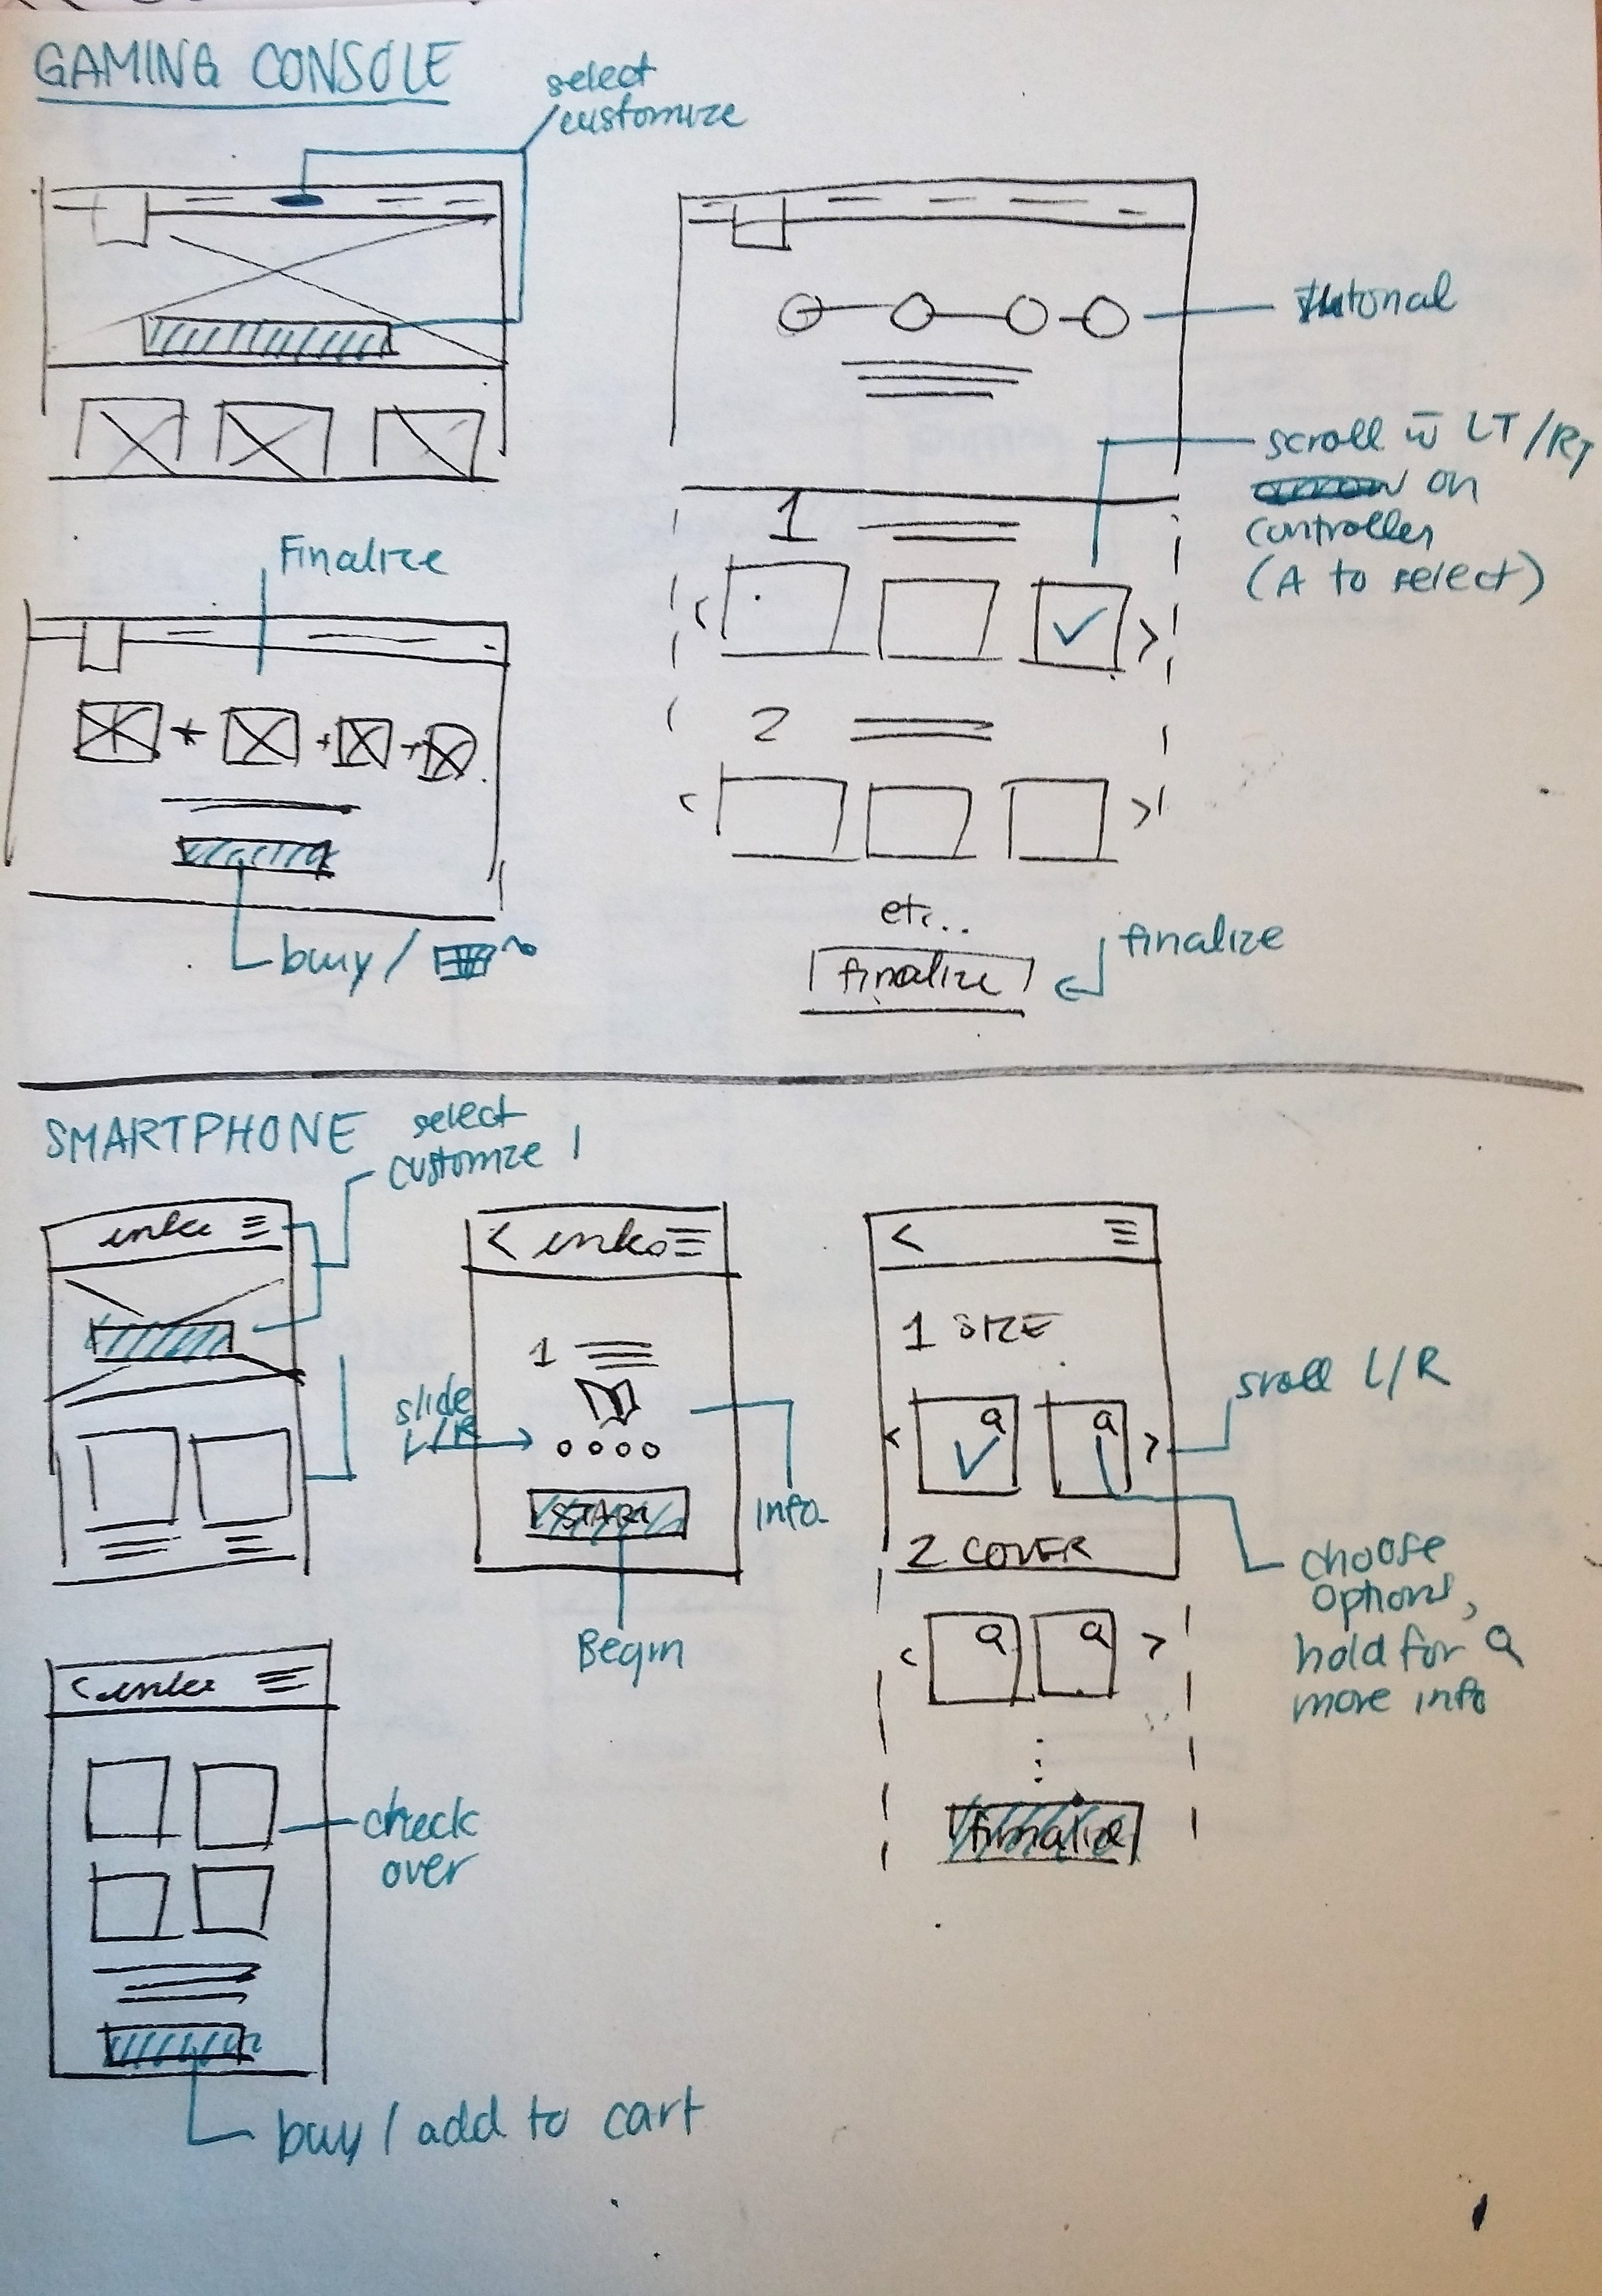 GAMING CONSOLE
select
/customize
tutorial
scroll w̄ LT/RT
on
controller
(A to select)
1
2
etc..
finalize
finalize
Finalize
buy /
SMARTPHONE
select
customize
inko
< inko
<
1
slide
L/R
START
Info.
Begin
1 SIZE
sroll L/R
2 COVER
choose
options,
hold for
more info
finalize
< inko
check
over
buy / add to cart